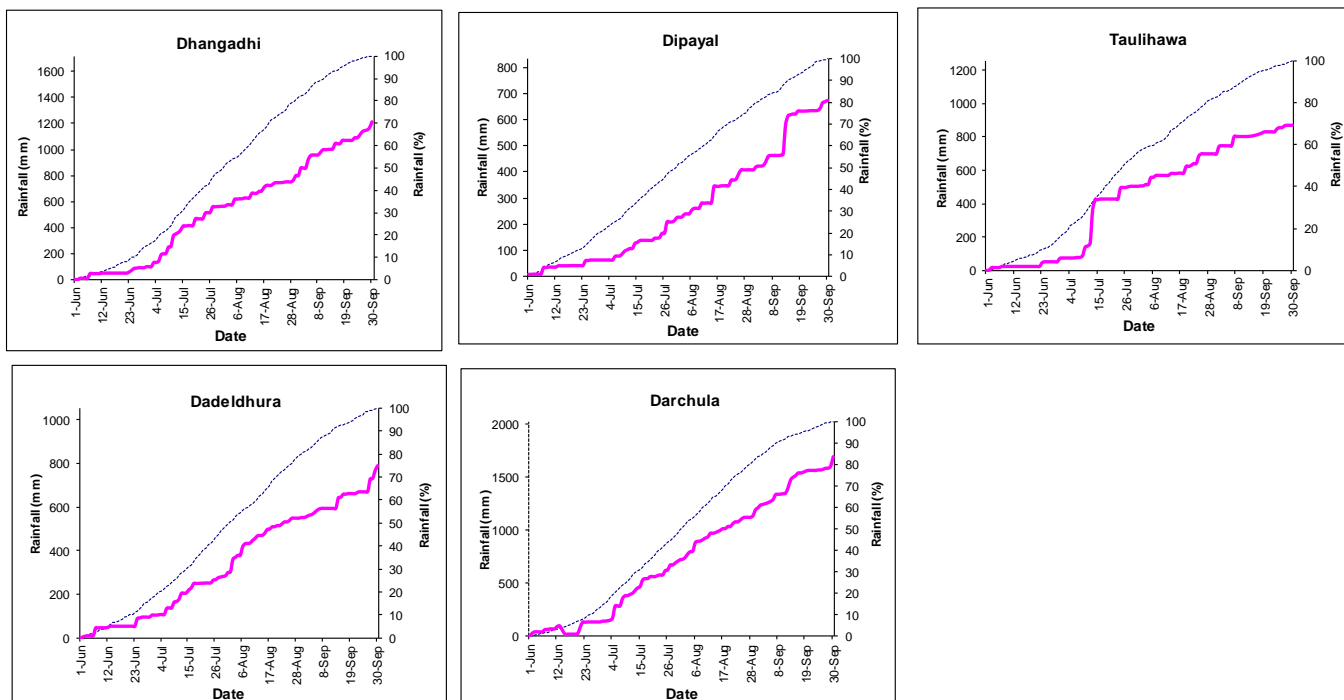 Dhangadhi
Rainfall (mm)
1600
1400
1200
1000
800
600
400
200
0
100
90
80
70
60
50
40
30
20
10
0
Rainfall (%)
1-Jun
12-Jun
23-Jun
4-Jul
15-Jul
26-Jul
6-Aug
17-Aug
28-Aug
8-Sep
19-Sep
30-Sep
Date
Dipayal
Rainfall (mm)
800
700
600
500
400
300
200
100
0
100
90
80
70
60
50
40
30
20
10
0
Rainfall (%)
1-Jun
12-Jun
23-Jun
4-Jul
15-Jul
26-Jul
6-Aug
17-Aug
28-Aug
8-Sep
19-Sep
30-Sep
Date
Taulihawa
Rainfall (mm)
1200
1000
800
600
400
200
0
100
80
60
40
20
0
Rainfall (%)
1-Jun
12-Jun
23-Jun
4-Jul
15-Jul
26-Jul
6-Aug
17-Aug
28-Aug
8-Sep
19-Sep
30-Sep
Date
Dadeldhura
Rainfall (mm)
1000
800
600
400
200
0
100
90
80
70
60
50
40
30
20
10
0
Rainfall (%)
1-Jun
12-Jun
23-Jun
4-Jul
15-Jul
26-Jul
6-Aug
17-Aug
28-Aug
8-Sep
19-Sep
30-Sep
Date
Darchula
Rainfall (mm)
2000
1500
1000
500
0
100
90
80
70
60
50
40
30
20
10
0
Rainfall (%)
1-Jun
12-Jun
23-Jun
4-Jul
15-Jul
26-Jul
6-Aug
17-Aug
28-Aug
8-Sep
19-Sep
30-Sep
Date